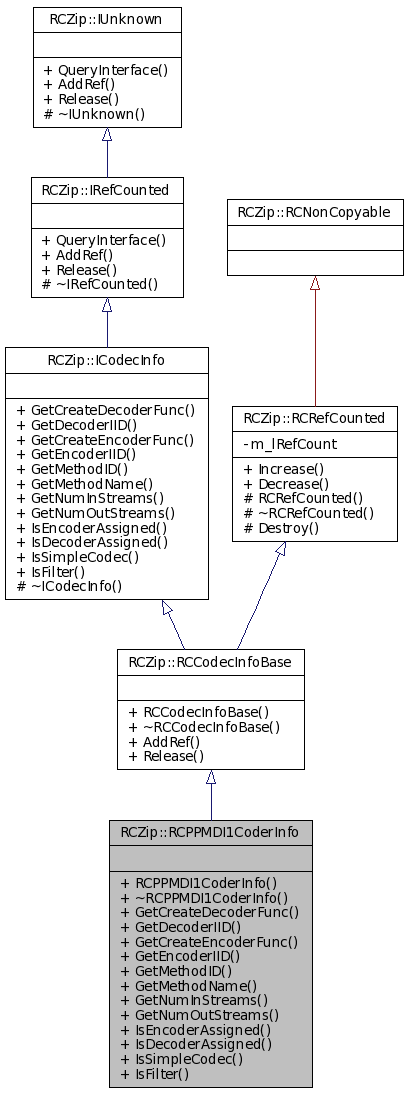 RCZip::IUnknown
+ QueryInterface()
+ AddRef()
+ Release()
# ~IUnknown()
RCZip::IRefCounted
+ QueryInterface()
+ AddRef()
+ Release()
# ~IRefCounted()
RCZip::RCNonCopyable
RCZip::ICodecInfo
+ GetCreateDecoderFunc()
+ GetDecoderIID()
+ GetCreateEncoderFunc()
+ GetEncoderIID()
+ GetMethodID()
+ GetMethodName()
+ GetNumInStreams()
+ GetNumOutStreams()
+ IsEncoderAssigned()
+ IsDecoderAssigned()
+ IsSimpleCodec()
+ IsFilter()
# ~ICodecInfo()
RCZip::RCRefCounted
- m_lRefCount
+ Increase()
+ Decrease()
# RCRefCounted()
# ~RCRefCounted()
# Destroy()
RCZip::RCCodecInfoBase
+ RCCodecInfoBase()
+ ~RCCodecInfoBase()
+ AddRef()
+ Release()
RCZip::RCPPMDI1CoderInfo
+ RCPPMDI1CoderInfo()
+ ~RCPPMDI1CoderInfo()
+ GetCreateDecoderFunc()
+ GetDecoderIID()
+ GetCreateEncoderFunc()
+ GetEncoderIID()
+ GetMethodID()
+ GetMethodName()
+ GetNumInStreams()
+ GetNumOutStreams()
+ IsEncoderAssigned()
+ IsDecoderAssigned()
+ IsSimpleCodec()
+ IsFilter()